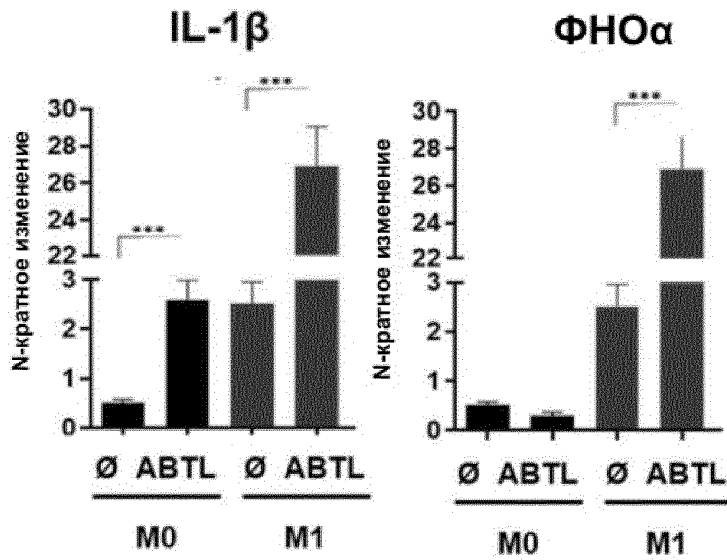 IL-1β
N-кратное изменение
30
28
26
24
22
3
2
1
0
***
***
Ø ABTL Ø ABTL
M0 M1
ФНОα
N-кратное изменение
30
28
26
24
22
3
2
1
0
***
Ø ABTL Ø ABTL
M0 M1